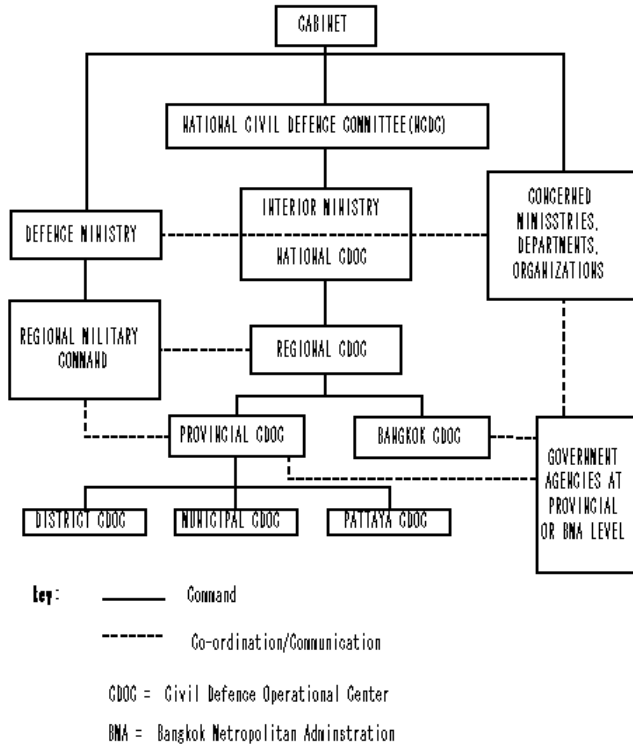 CABINET
NATIONAL CIVIL DEFENCE COMMITTEE(NCDC)
DEFENCE MINISTRY
INTERIOR MINISTRY
NATIONAL CDOC
CONCERNED
MINISSTRIES,
DEPARTMENTS,
ORGANIZATIONS
REGIONAL MILITARY
COMMAND
REGIONAL CDOC
PROVINCIAL CDOC
BANGKOK CDOC
GOVERNMENT
AGENCIES AT
PROVINCIAL
OR BMA LEVEL
DISTRICT CDOC
MUNICIPAL CDOC
PATTAYA CDOC
key:
Command
Co-ordination/Communication
CDOC = Civil Defence Operational Center
BMA = Bangkok Metropolitan Adminstration